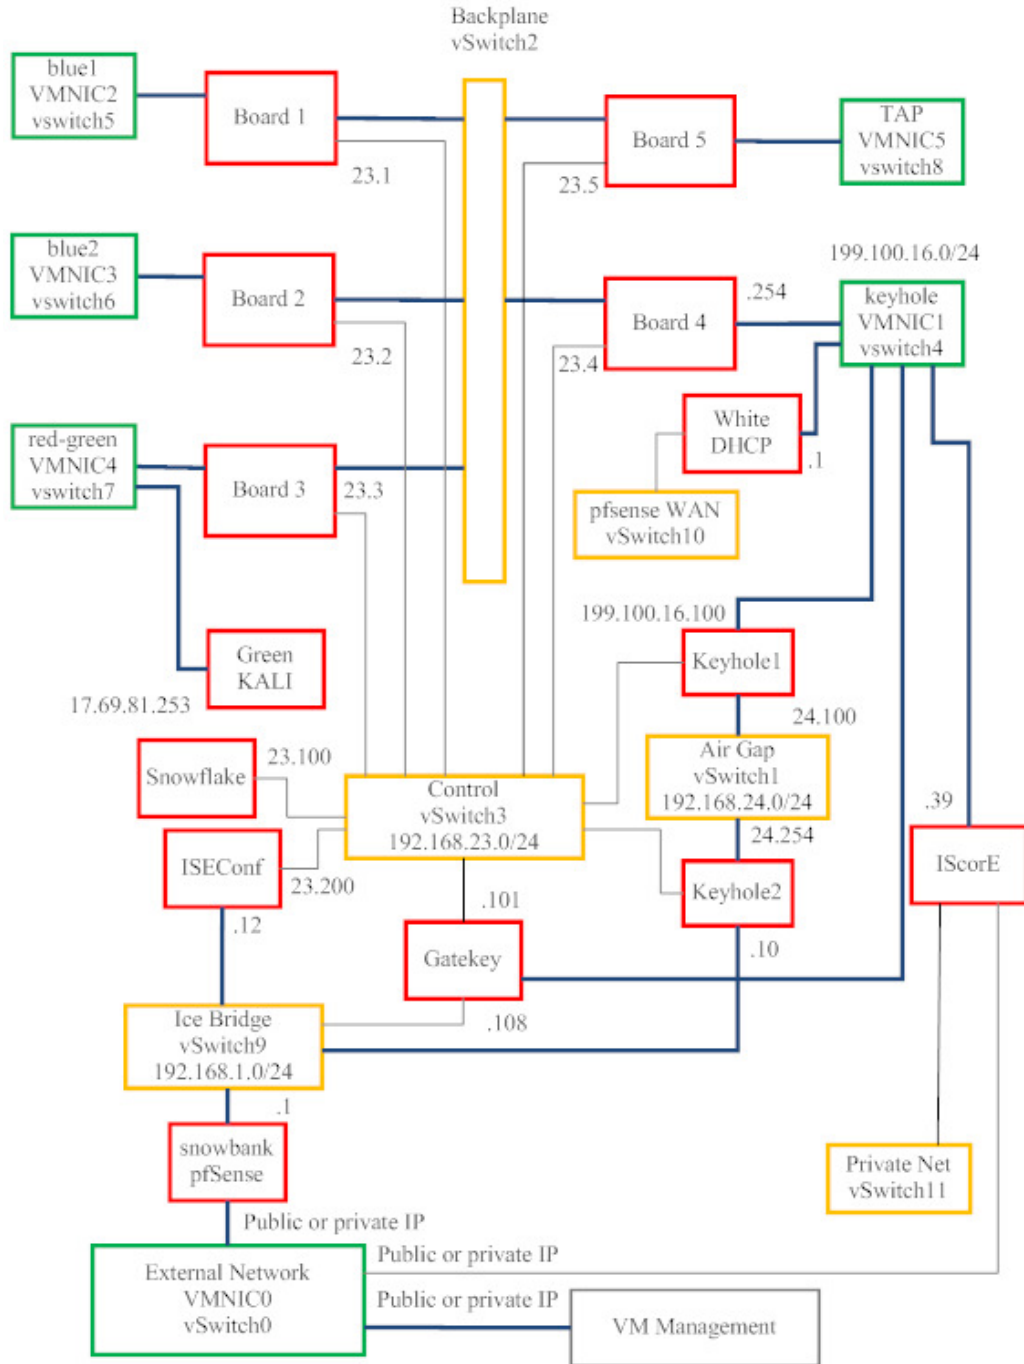 Backplane
vSwitch2
blue1
VMNIC2
vswitch5
Board 1
Board 5
TAP
VMNIC5
vswitch8
23.1
23.5
blue2
VMNIC3
vswitch6
Board 2
Board 4
.254
199.100.16.0/24
keyhole
VMNIC1
vswitch4
23.2
23.4
White
DHCP
.1
red-green
VMNIC4
vswitch7
Board 3
23.3
pfsense WAN
vSwitch10
199.100.16.100
Keyhole1
Green
KALI
17.69.81.253
24.100
Snowflake
23.100
Air Gap
vSwitch1
192.168.24.0/24
Control
vSwitch3
192.168.23.0/24
.39
24.254
ISEConf
23.200
IScorE
Keyhole2
.101
.12
Gatekey
.10
.108
Ice Bridge
vSwitch9
192.168.1.0/24
.1
snowbank
pfSense
Private Net
vSwitch11
Public or private IP
Public or private IP
External Network
VMNIC0
vSwitch0
Public or private IP
VM Management